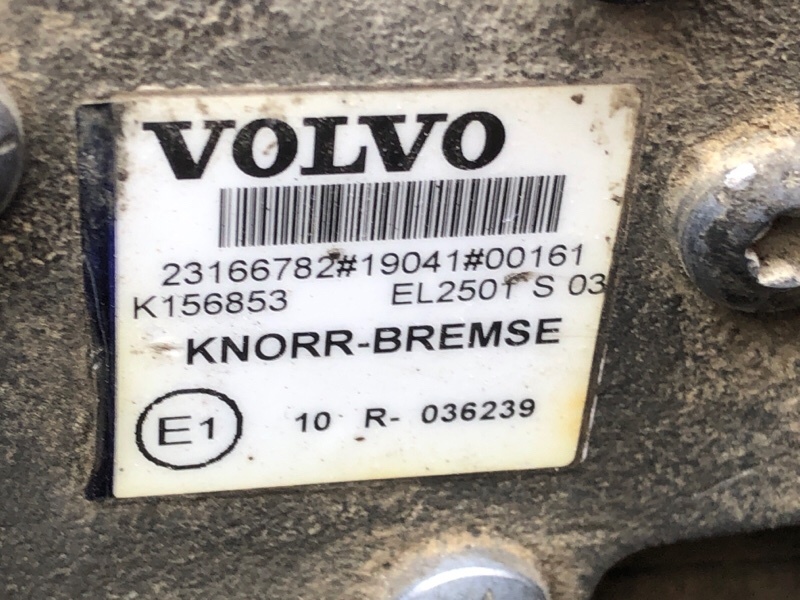 VOLVO
23166782#19041#00161
K156853 EL2501 S 03
KNORR-BREMSE
E1 10 R- 036239